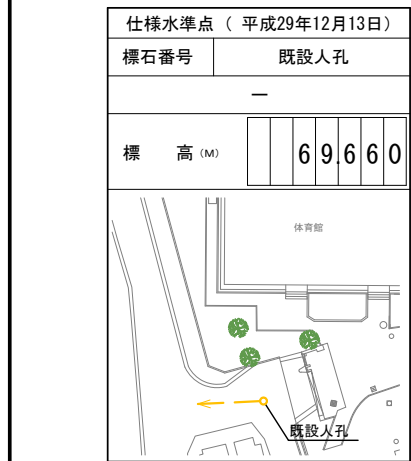 仕様水準点（ 平成29年12月13日）
標石番号 既設人孔
―
標 高（M） 69.660
体育館
既設人孔